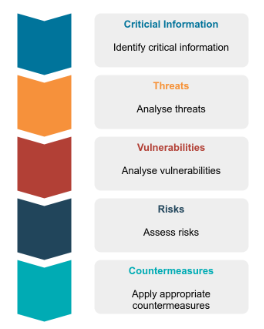 Criticial Information
Identify critical information
Threats
Analyse threats
Vulnerabilities
Analyse vulnerabilities
Risks
Assess risks
Countermeasures
Apply appropriate
countermeasures